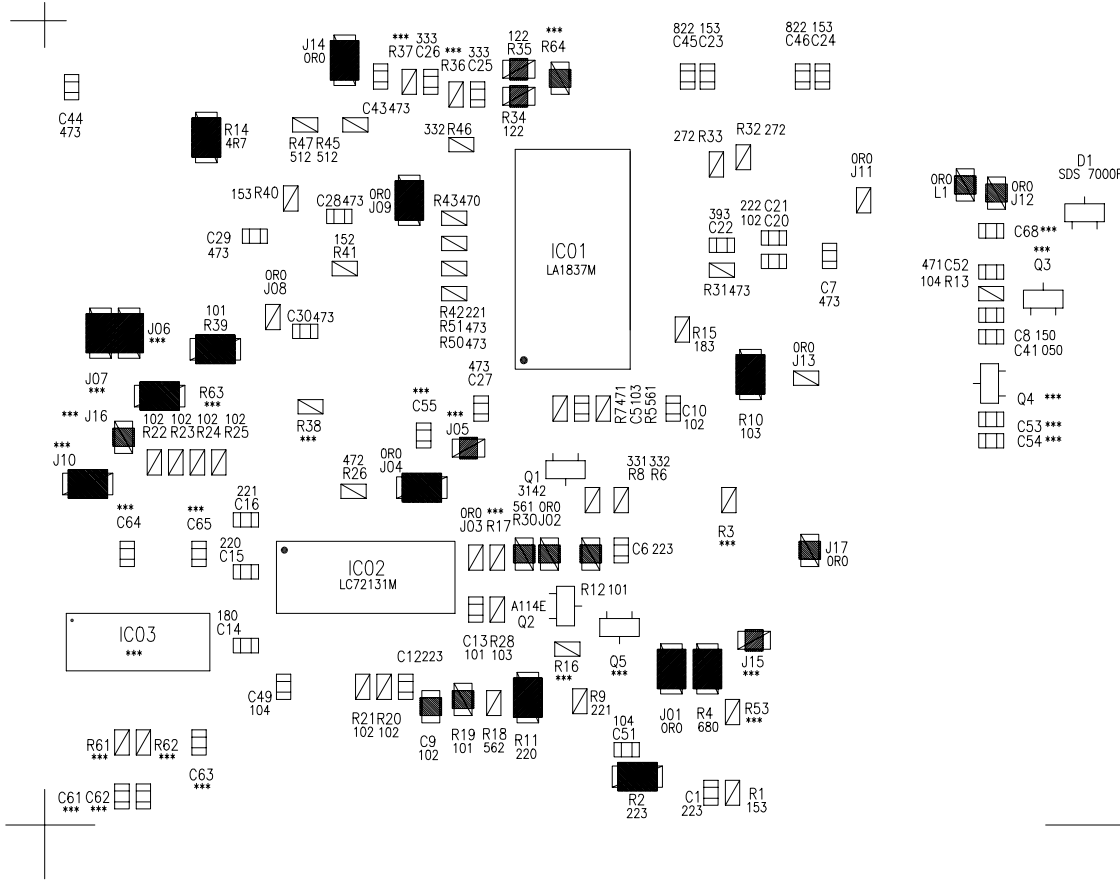 J14
0R0
***
R37
333
C26
***
R36
333
C25
122
R35
***
R64
822 153
C45 C23
822 153
C46 C24
C44
473
R14
4R7
C43 473
R47 R45
512 512
332 R46
R34
122
272 R33
R32 272
0R0
J11
0R0
L1
0R0
J12
D1
SDS 7000F
153 R40
C28 473
0R0
J09
R43 470
C29
473
152
R41
IC01
LA1837M
393
C22
222 C21
102 C20
C68 ***
***
Q3
471 C52
104 R13
0R0
J08
R31 473
C7
473
C30 473
R42 221
R51 473
R50 473
J06
***
101
R39
R15
183
0R0
J13
C8 150
C41 050
J07
***
R63
***
473
C27
***
C55
***
J05
R7 471
C5 103
R5 561
C10
102
R10
103
Q4 ***
C53 ***
C54 ***
*** J16
102 102 102 102
R22 R23 R24 R25
R38
***
***
J10
472
R26
0R0
J04
Q1
3142
331 332
R8 R6
***
C64
***
C65
221
C16
0R0 ***
J03 R17
561 0R0
R30 J02
R3
***
220
C15
IC02
LC72131M
C6 223
J17
0R0
IC03
***
180
C14
A114E
Q2
R12 101
C13 R28
101 103
R16
***
Q5
***
J15
***
C49
104
C12 223
R21 R20
102 102
C9
102
R19
101
R18
562
R11
220
R9
221
104
C51
J01
0R0
R4
680
R53
***
R61
***
R62
***
C63
***
C61 C62
*** ***
R2
223
C1
223
R1
153